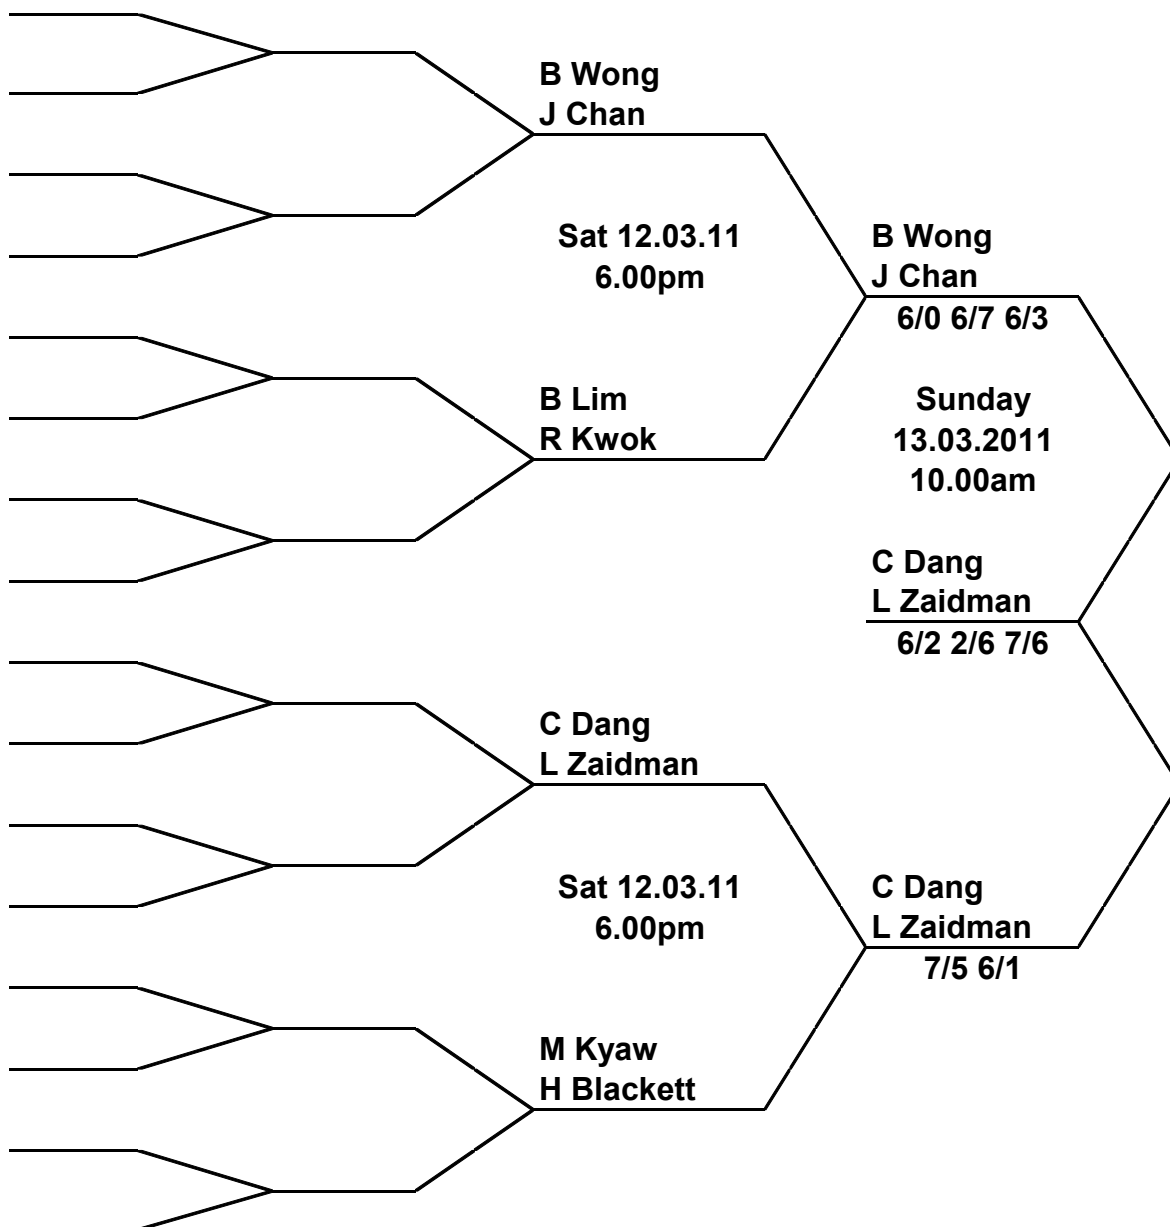 B Wong
J Chan
Sat 12.03.11
6.00pm
B Lim
R Kwok
B Wong
J Chan
6/0 6/7 6/3
Sunday
13.03.2011
10.00am
C Dang
L Zaidman
6/2 2/6 7/6
C Dang
L Zaidman
Sat 12.03.11
6.00pm
M Kyaw
H Blackett
C Dang
L Zaidman
7/5 6/1